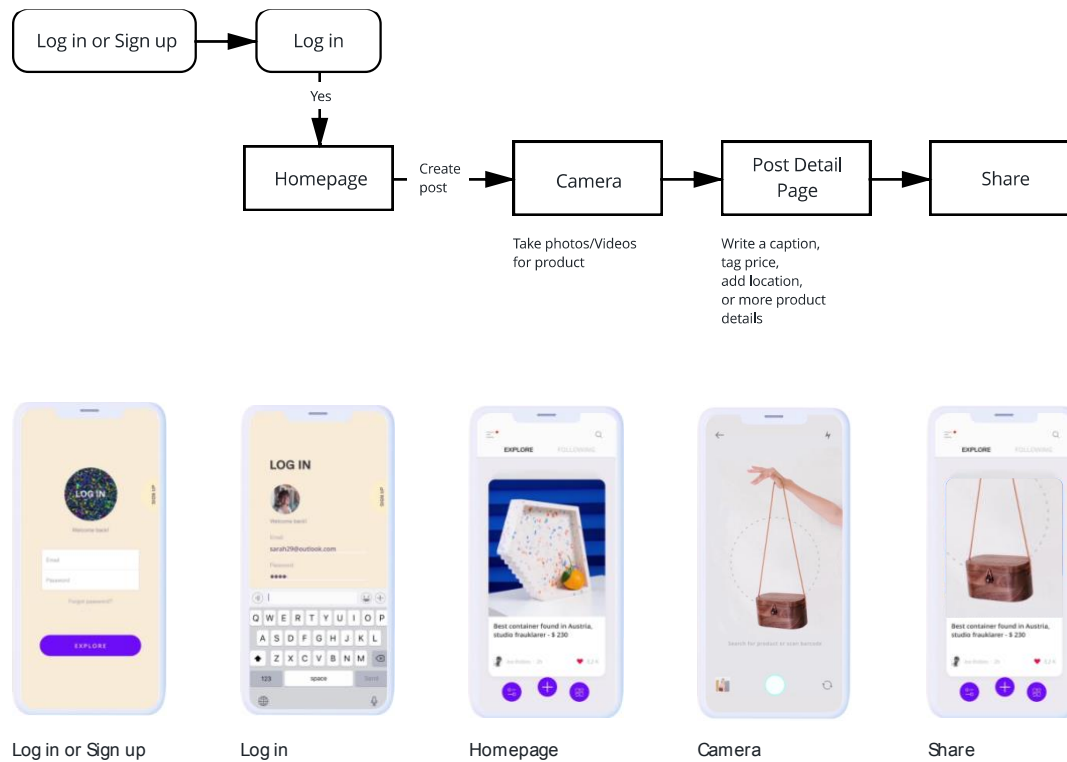 Log in or Sign up
Log in
Yes
Homepage
Create
post
Camera
Post Detail
Page
Share
Take photos/Videos
for product
Write a caption,
tag price,
add location,
or more product
details
LOG IN
SIGN UP
Welcome back!
Email
Password
Forgot password?
EXPLORE
LOG IN
SIGN UP
Welcome back!
Email
sarah29@outlook.com
Password
Q W E R T Y U I O P
A S D F G H J K L
Z X C V B N M
123
space
EXPLORE
FOLLOWING
Best container found in Austria,
studio frauklarer - $ 230
Search for product or scan barcode
EXPLORE
FOLLOWING
Best container found in Austria,
studio frauklarer - $ 230
Log in or Sign up
Log in
Homepage
Camera
Share